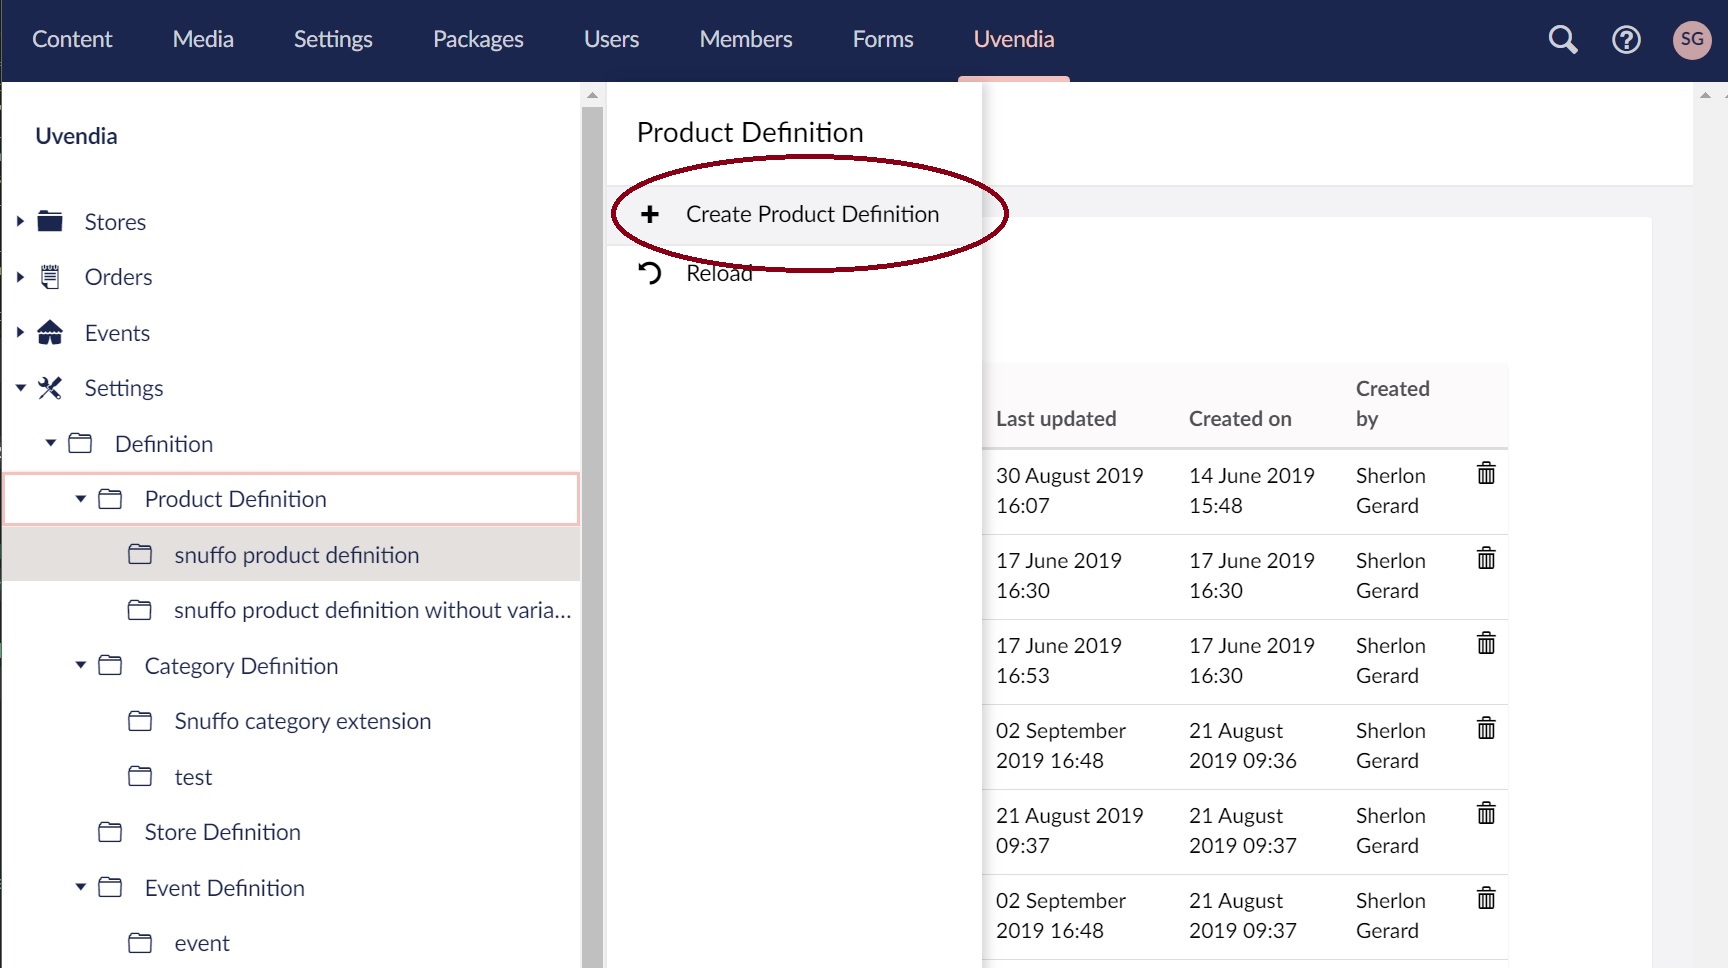 Content Media Settings Packages Users Members Forms Uvendia SG
Uvendia
Stores
Orders
Events
Settings
Definition
Product Definition
snuffo product definition
snuffo product definition without varia...
Category Definition
Snuffo category extension
test
Store Definition
Event Definition
event
Product Definition
Create Product Definition
Reload
Last updated Created on Created by
30 August 2019 14 June 2019 Sherlon
16:07 15:48 Gerard
17 June 2019 17 June 2019 Sherlon
16:30 16:30 Gerard
17 June 2019 17 June 2019 Sherlon
16:53 16:30 Gerard
02 September 21 August Sherlon
2019 16:48 2019 09:36 Gerard
21 August 2019 21 August Sherlon
09:37 2019 09:37 Gerard
02 September 21 August Sherlon
2019 16:48 2019 09:37 Gerard